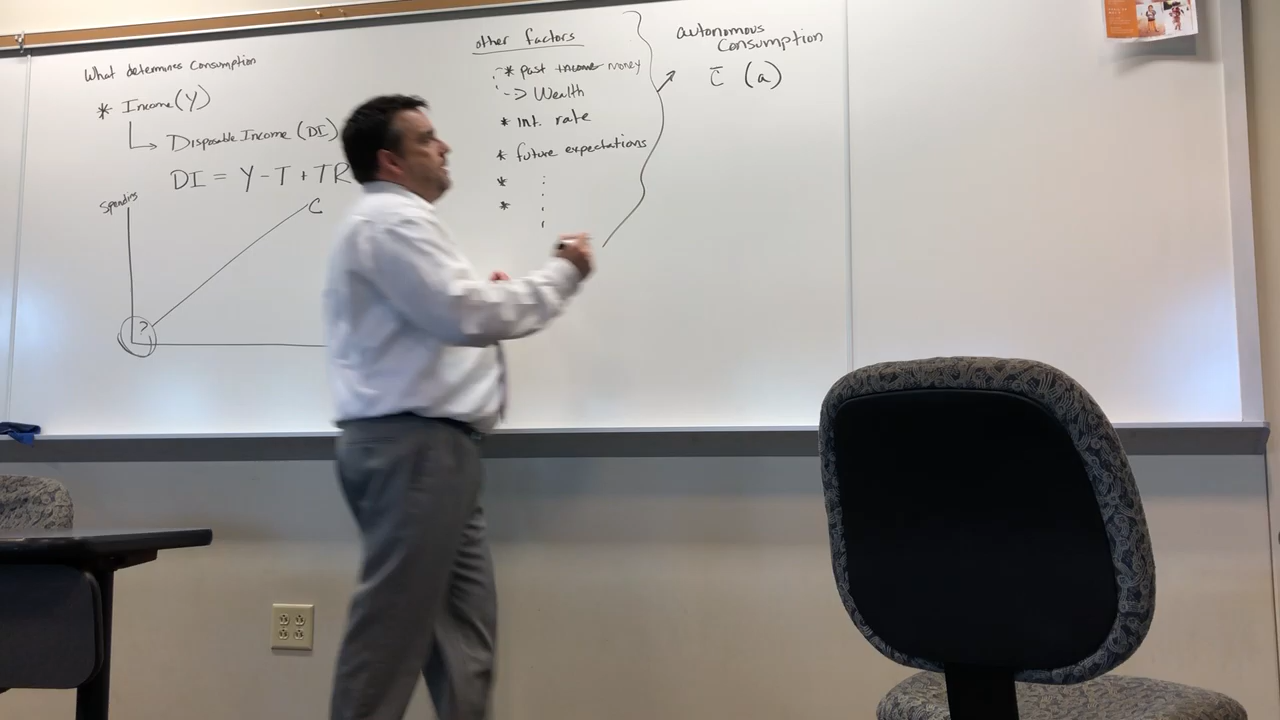 What determines Consumption
* Income (Y)
Disposable Income (DI)
DI = Y - T + TR
Spending
C
?
other factors
* past income money
-> Wealth
* Int. rate
* future expectations
*
*
autonomous
Consumption
C̅ (a)